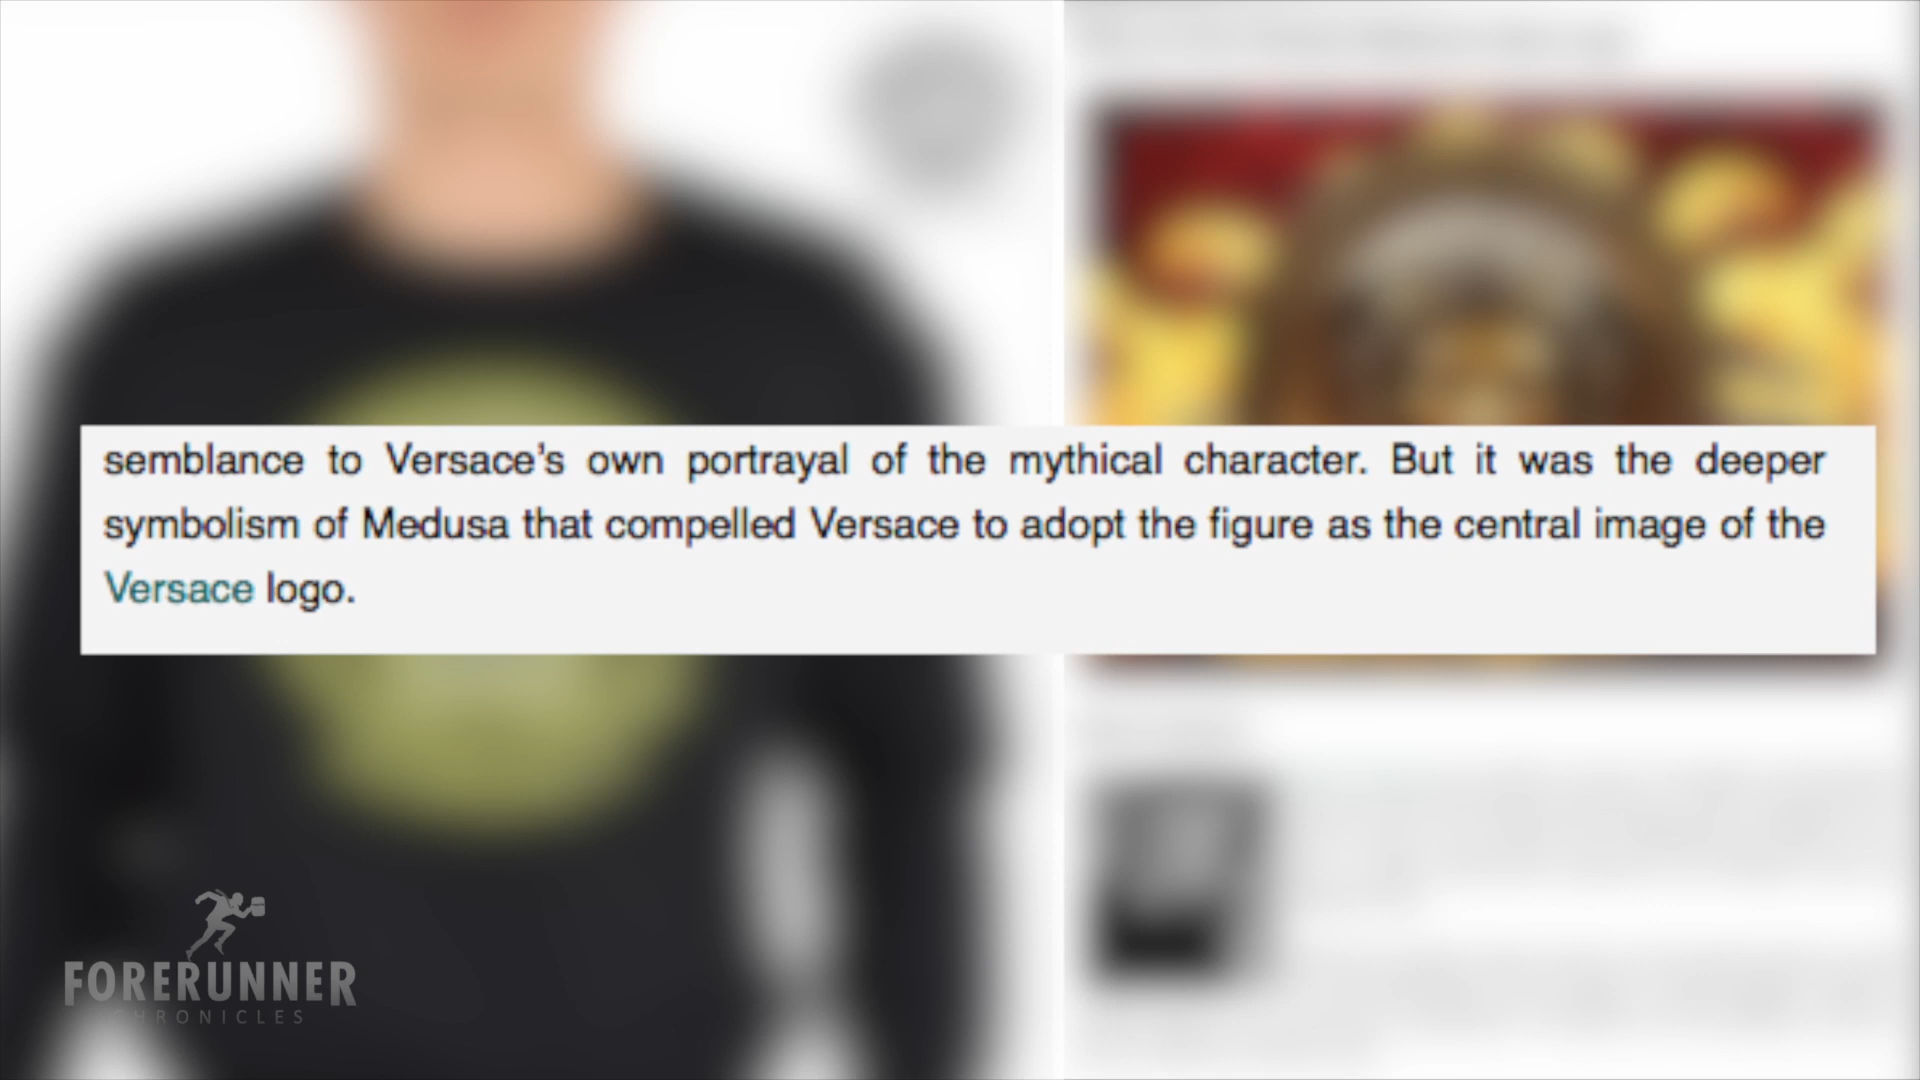 semblance to Versace’s own portrayal of the mythical character. But it was the deeper
symbolism of Medusa that compelled Versace to adopt the figure as the central image of the
Versace logo.
FORERUNNER
CHRONICLES